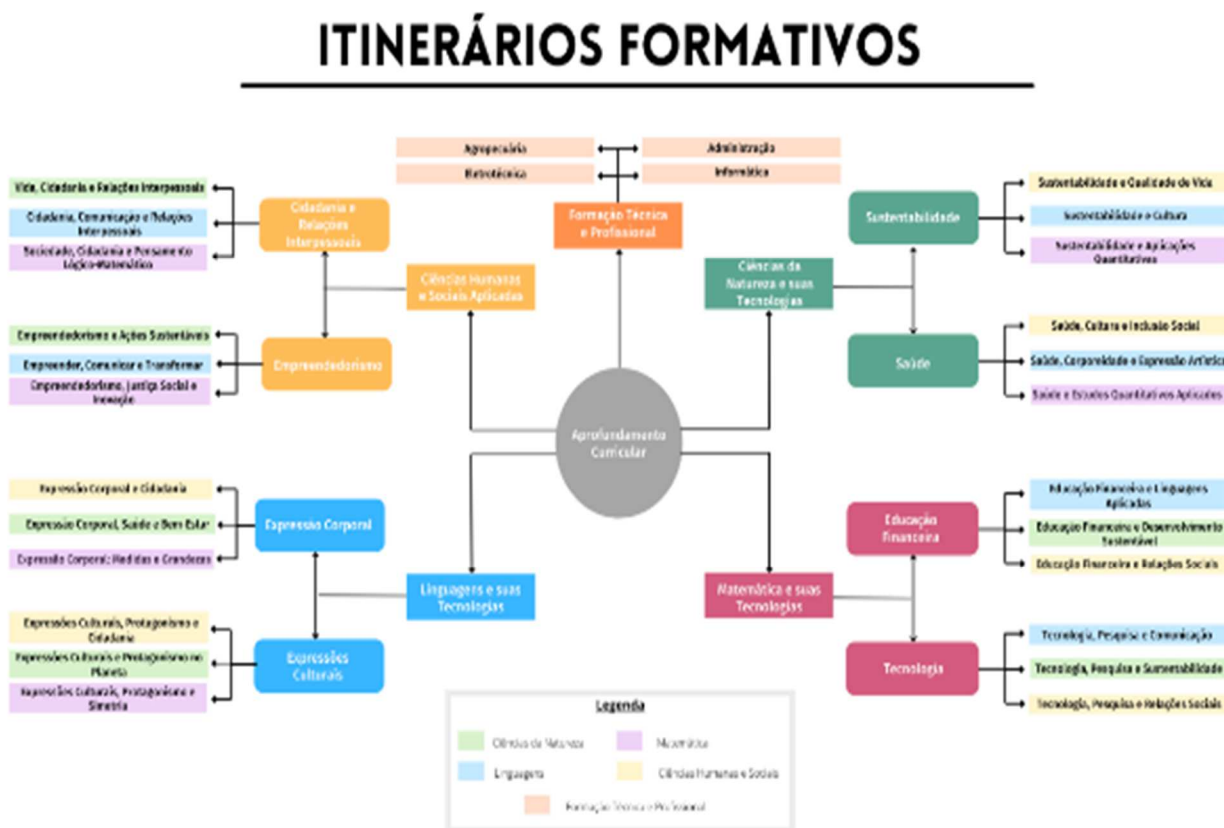 ITINERÁRIOS FORMATIVOS
Agropecuária
Administração
Eletrotécnica
Informática
Formação Técnica
e Profissional
Vida, Cidadania e Relações Interpessoais
Cidadania, Comunicação e Relações
Interpessoais
Sociedade, Cidadania e Pensamento
Lógico-Matemático
Cidadania e
Relações
Interpessoais
Ciências Humanas
e Sociais Aplicadas
Empreendedorismo e Ações Sustentáveis
Empreender, Comunicar e Transformar
Empreendedorismo, Justiça Social e
Inovação
Empreendedorismo
Sustentabilidade
Sustentabilidade e Qualidade de Vida
Sustentabilidade e Cultura
Sustentabilidade e Aplicações
Quantitativas
Ciências da
Natureza e suas
Tecnologias
Saúde
Saúde, Cultura e Inclusão Social
Saúde, Corporeidade e Expressão Artística
Saúde e Estudos Quantitativos Aplicados
Aprofundamento
Curricular
Expressão Corporal e Cidadania
Expressão Corporal, Saúde e Bem Estar
Expressão Corporal: Medidas e Grandezas
Expressão Corporal
Linguagens e suas
Tecnologias
Expressões Culturais, Protagonismo e
Cidadania
Expressões Culturais e Protagonismo no
Planeta
Expressões Culturais, Protagonismo e
Simetria
Expressões
Culturais
Educação
Financeira
Educação Financeira e Linguagens
Aplicadas
Educação Financeira e Desenvolvimento
Sustentável
Educação Financeira e Relações Sociais
Matemática e suas
Tecnologias
Tecnologia
Tecnologia, Pesquisa e Comunicação
Tecnologia, Pesquisa e Sustentabilidade
Tecnologia, Pesquisa e Relações Sociais
Legenda
Ciências da Natureza
Matemática
Linguagens
Ciências Humanas e Sociais
Formação Técnica e Profissional